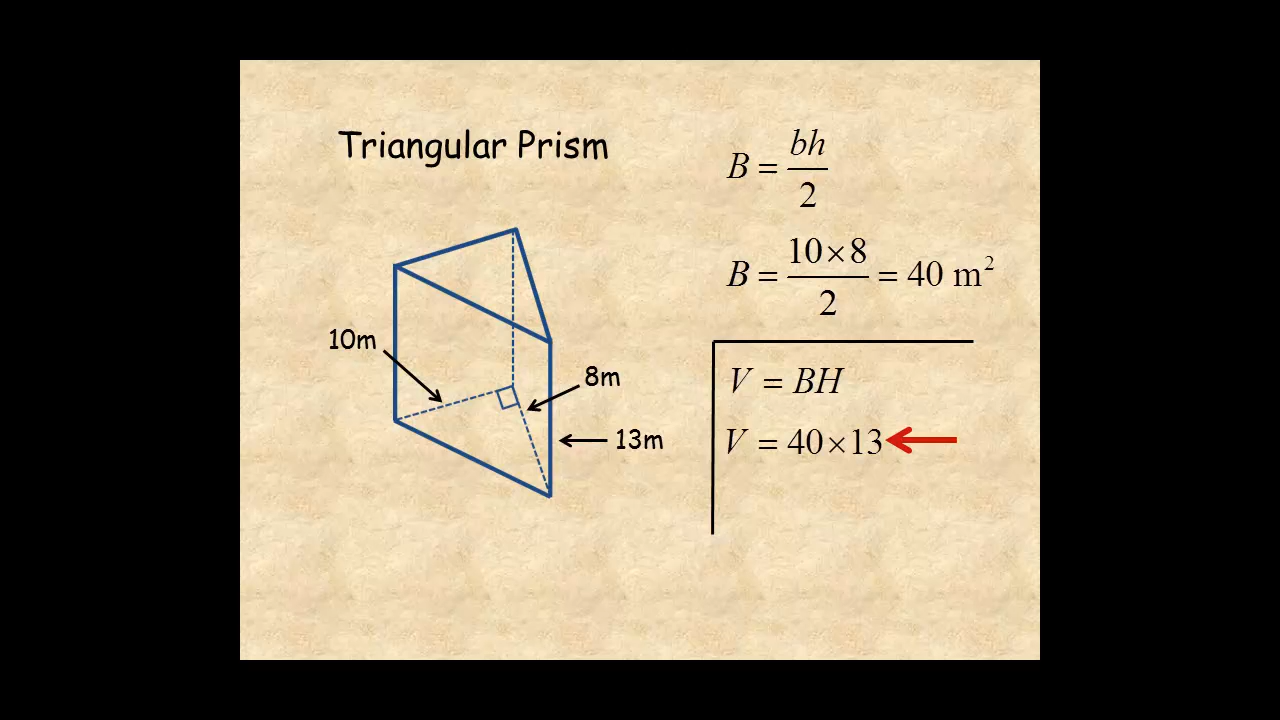 Triangular Prism
10m
8m
13m
B = bh/2
B = 10×8/2 = 40 m²
V = BH
V = 40×13